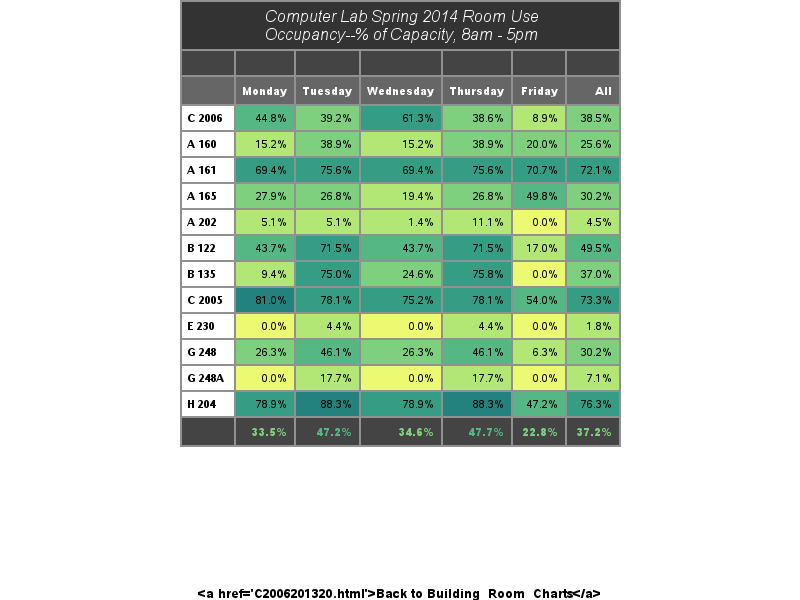 Computer Lab Spring 2014 Room Use
Occupancy--% of Capacity, 8am - 5pm
Monday Tuesday Wednesday Thursday Friday All
C 2006 44.8% 39.2% 61.3% 38.6% 8.9% 38.5%
A 160 15.2% 38.9% 15.2% 38.9% 20.0% 25.6%
A 161 69.4% 75.6% 69.4% 75.6% 70.7% 72.1%
A 165 27.9% 26.8% 19.4% 26.8% 49.8% 30.2%
A 202 5.1% 5.1% 1.4% 11.1% 0.0% 4.5%
B 122 43.7% 71.5% 43.7% 71.5% 17.0% 49.5%
B 135 9.4% 75.0% 24.6% 75.8% 0.0% 37.0%
C 2005 81.0% 78.1% 75.2% 78.1% 54.0% 73.3%
E 230 0.0% 4.4% 0.0% 4.4% 0.0% 1.8%
G 248 26.3% 46.1% 26.3% 46.1% 6.3% 30.2%
G 248A 0.0% 17.7% 0.0% 17.7% 0.0% 7.1%
H 204 78.9% 88.3% 78.9% 88.3% 47.2% 76.3%
33.5% 47.2% 34.6% 47.7% 22.8% 37.2%
<a href='C2006201320.html'>Back to Building_Room_Charts</a>